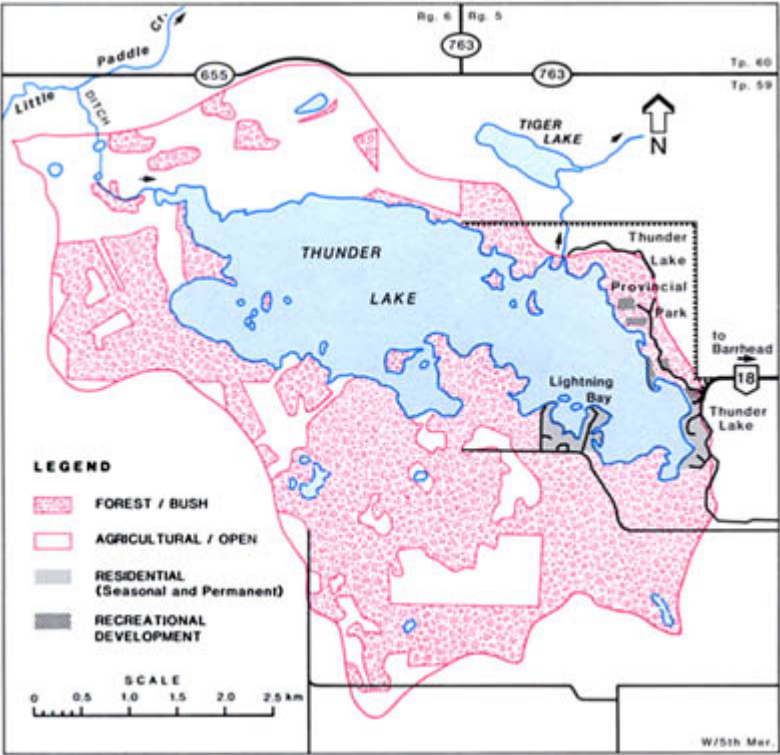 Rg. 6 Rg. 5
763
655
763
Tp. 60
Tp. 59
Little Paddle Cr.
DITCH
TIGER
LAKE
N
THUNDER
LAKE
Thunder
Lake
Provincial
Park
to
Barrhead
18
Lightning
Bay
Thunder
Lake
LEGEND
FOREST / BUSH
AGRICULTURAL / OPEN
RESIDENTIAL
(Seasonal and Permanent)
RECREATIONAL
DEVELOPMENT
SCALE
0 0.5 1.0 1.5 2.0 2.5 km
W/5th Mer.